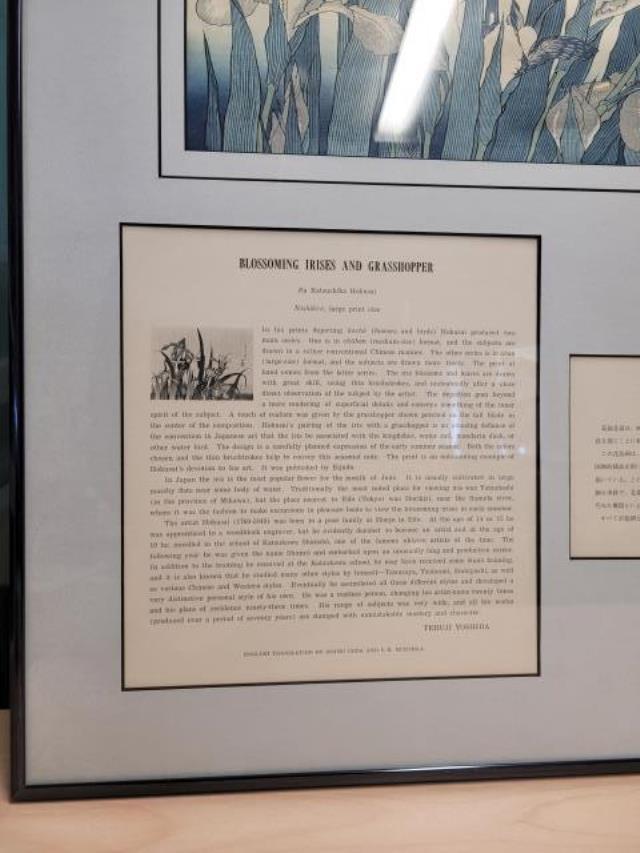 BLOSSOMING IRISES AND GRASSHOPPER
By Katsushika Hokusai
Nishiki-e, large print size
In his prints depicting kachō (flowers and birds) Hokusai produced two
main series. One is in chūban (medium-size) format, and the subjects are
drawn in a rather conventional Chinese manner. The other series is in ōban
(large-size) format, and the subjects are drawn more freely. The print at
hand comes from the latter series. The iris blossoms and leaves are drawn
with great skill, using thin brushstrokes, and undoubtedly after a close
direct observation of the subject by the artist. The depiction goes beyond
a mere rendering of superficial details and conveys something of the inner
spirit of the subject. A touch of realism was given by the grasshopper shown perched on the tall blade in
the center of the composition. Hokusai's pairing of the iris with a grasshopper is an amusing defiance of
the convention in Japanese art that the iris be associated with the kingfisher, some mandarin duck, or
other water bird. The design is a carefully planned expression of the early summer season. Both the colors
chosen and the thin brushstrokes help to convey this seasonal note. The print is an outstanding example of
Hokusai's devotion to his art. It was published by Eijudō.
In Japan the iris is the most popular flower for the month of June. It is usually cultivated in large
marshy flats near some body of water. Traditionally the most noted place for viewing iris was Yatsuhashi
(in the province of Mikawa), but the place nearest to Edo (Tokyo) was Horikiri, near the Sumida river,
where it was the fashion to make excursions in pleasure boats to view the blossoming irises in early summer.
The artist Hokusai (1760-1849) was born to a poor family at Honjo in Edo. At the age of 14 or 15 he
was apprenticed to a woodblock engraver, but he evidently decided to become an artist and at the age of
19 he enrolled in the school of Katsukawa Shunshō, one of the famous ukiyo-e artists of the time. The
following year he was given the name Shunrō and embarked upon an unusually long and productive career.
In addition to the training he received at the Katsukawa school, he may have received some Kanō training,
and it is also known that he studied many other styles by himself—Tawaraya, Tsutsumi, as well
as various Chinese and Western styles. Eventually he assimilated all these different styles and developed a
very distinctive personal style of his own. He was a restless person, changing his artist-name twenty times
and his place of residence ninety-three times. His range of subjects was very wide, and all his works
(produced over a period of seventy years) are stamped with unmistakable mastery and character.
TERUJI YOSHIDA
ENGLISH TRANSLATION BY